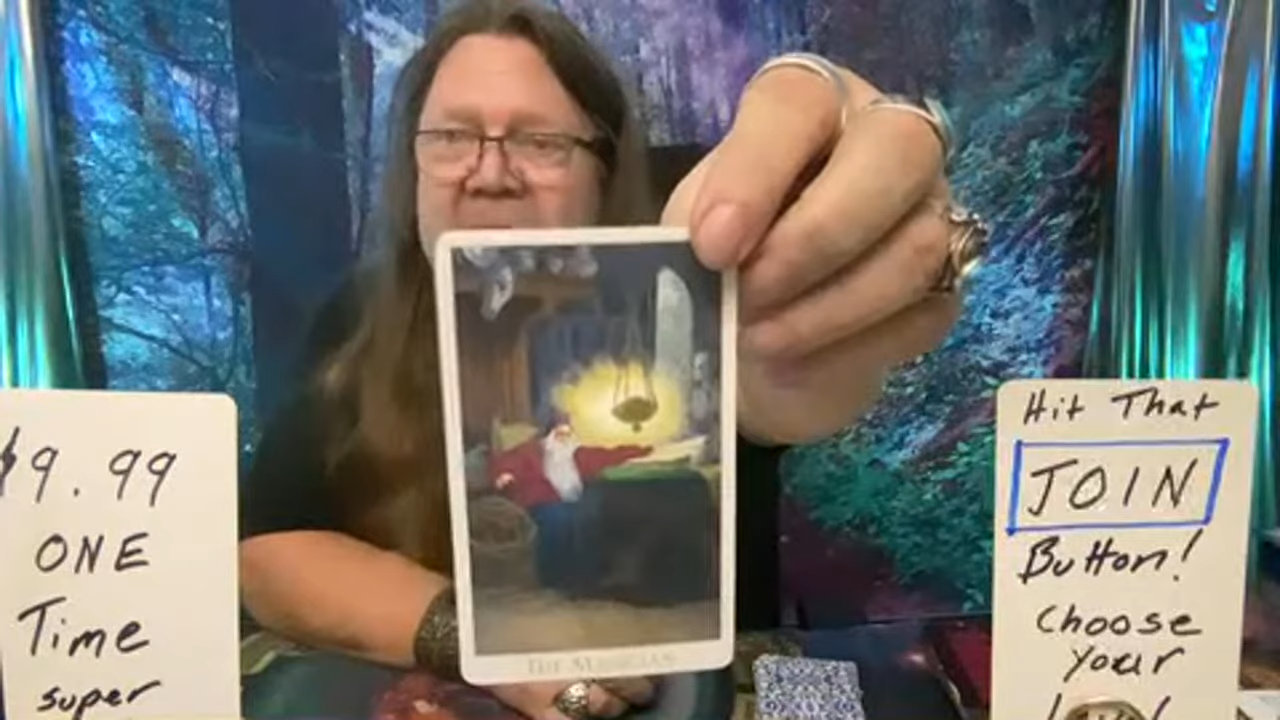 $9.99
ONE
Time
super
THE MAGICIAN
Hit That
JOIN
Button!
Choose
your